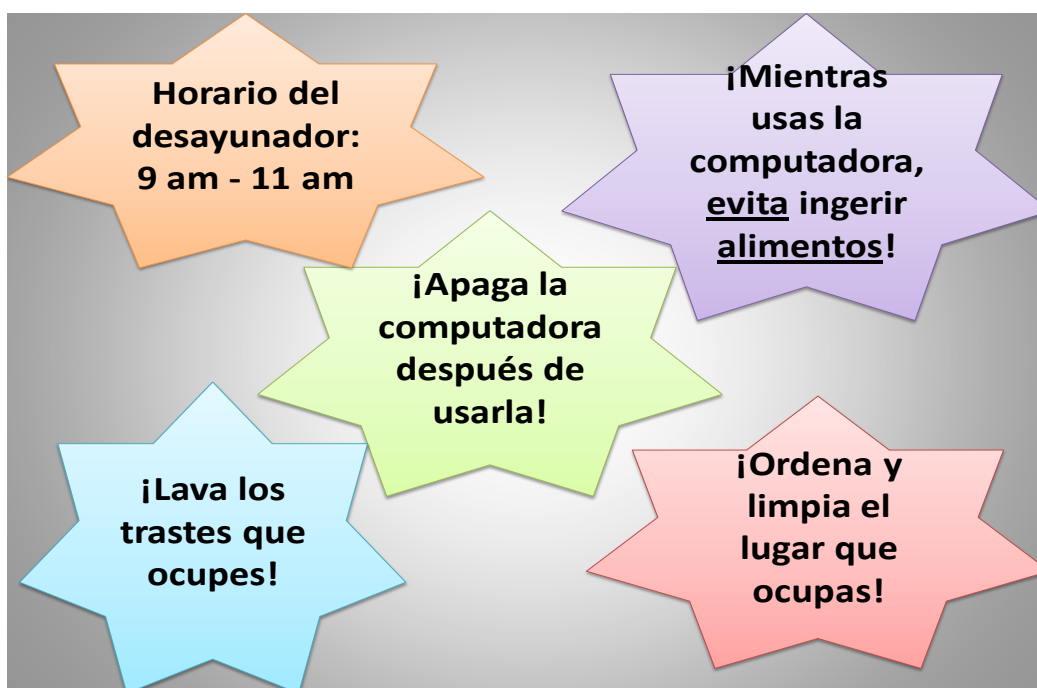 Horario del
desayunador:
9 am - 11 am
¡Mientras
usas la
computadora,
evita ingerir
alimentos!
¡Apaga la
computadora
después de
usarla!
¡Lava los
trastes que
ocupes!
¡Ordena y
limpia el
lugar que
ocupas!